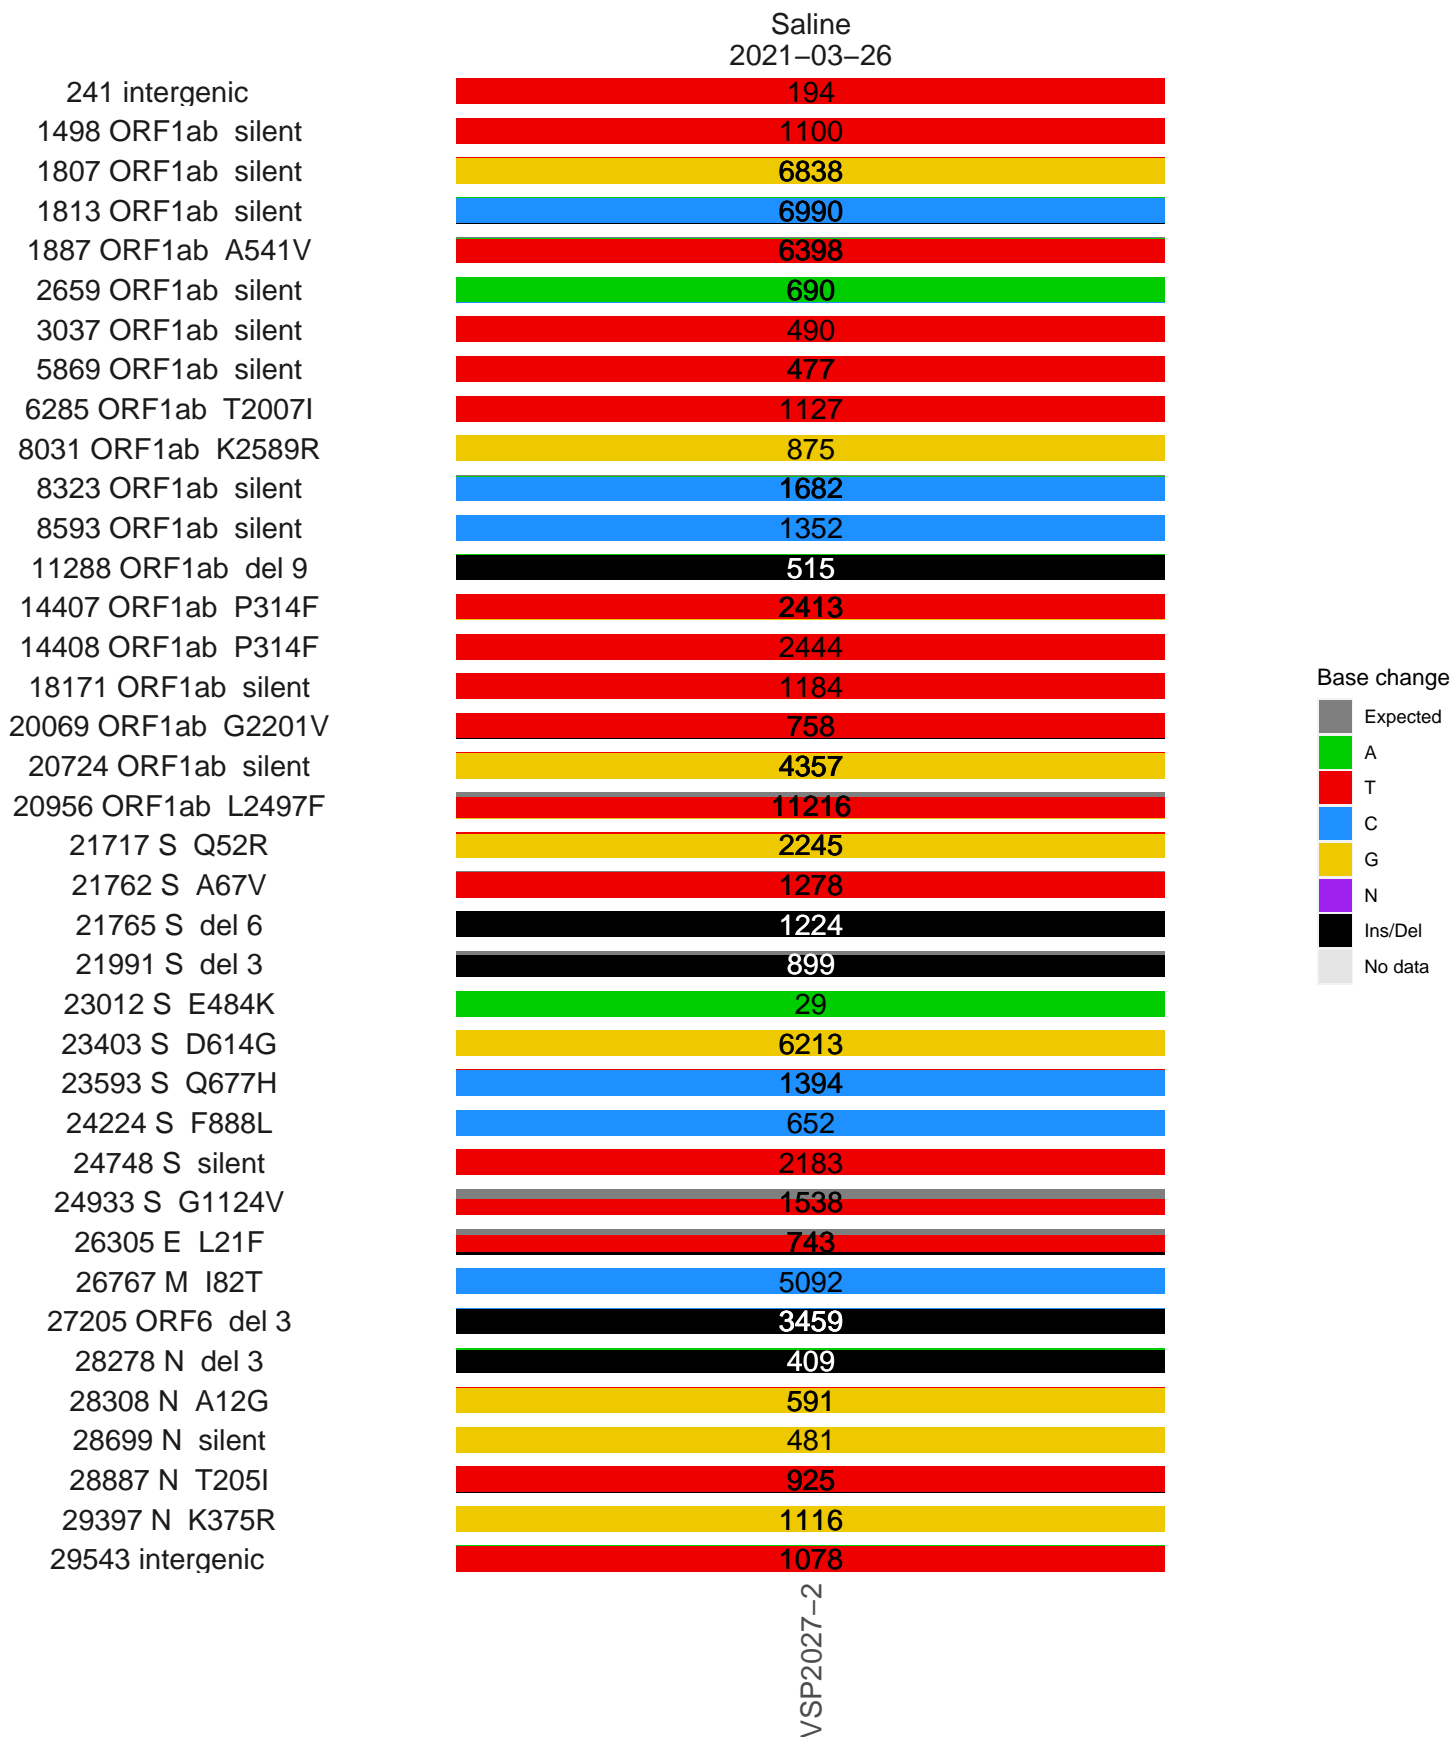 Saline
2021−03−26
241 intergenic 194
1498 ORF1ab silent 1100
1807 ORF1ab silent 6838
1813 ORF1ab silent 6990
1887 ORF1ab A541V 6398
2659 ORF1ab silent 690
3037 ORF1ab silent 490
5869 ORF1ab silent 477
6285 ORF1ab T2007I 1127
8031 ORF1ab K2589R 875
8323 ORF1ab silent 1682
8593 ORF1ab silent 1352
11288 ORF1ab del 9 515
14407 ORF1ab P314F 2413
14408 ORF1ab P314F 2444
18171 ORF1ab silent 1184
20069 ORF1ab G2201V 758
20724 ORF1ab silent 4357
20956 ORF1ab L2497F 11216
21717 S Q52R 2245
21762 S A67V 1278
21765 S del 6 1224
21991 S del 3 899
23012 S E484K 29
23403 S D614G 6213
23593 S Q677H 1394
24224 S F888L 652
24748 S silent 2183
24933 S G1124V 1538
26305 E L21F 743
26767 M I82T 5092
27205 ORF6 del 3 3459
28278 N del 3 409
28308 N A12G 591
28699 N silent 481
28887 N T205I 925
29397 N K375R 1116
29543 intergenic 1078
VSP2027−2
Base change
Expected
A
T
C
G
N
Ins/Del
No data